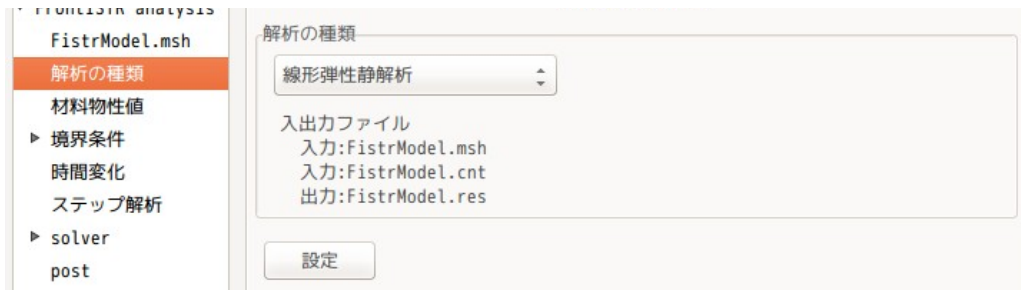 FrontISTR analysis
FistrModel.msh
解析の種類
材料物性値
境界条件
時間変化
ステップ解析
solver
post
解析の種類
線形弾性静解析
入出力ファイル
入力:FistrModel.msh
入力:FistrModel.cnt
出力:FistrModel.res
設定